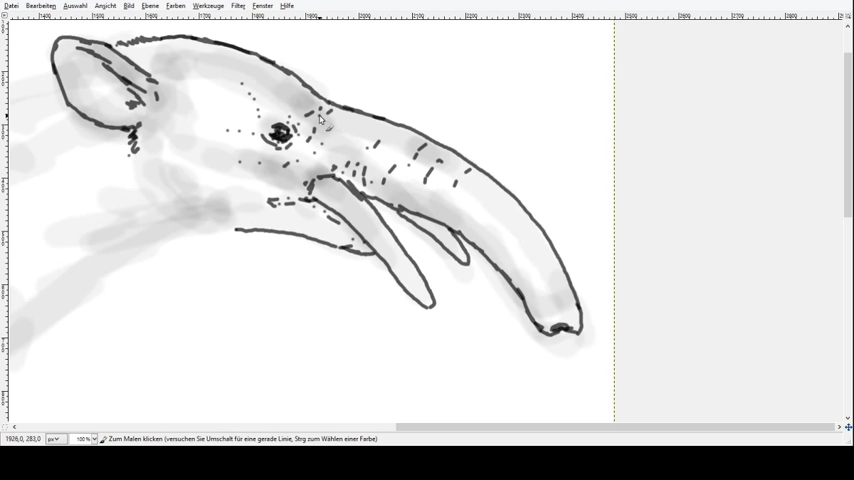 Datei Bearbeiten Auswahl Ansicht Bild Ebene Farben Werkzeuge Filter Fenster Hilfe
1400 1500 1600 1700 1800 1900 2000 2100 2200 2300 2400 2500 2600 2700 2800
1926,0, 283,0 px 100 % Zum Malen klicken (versuchen Sie Umschalt für eine gerade Linie, Strg zum Wählen einer Farbe)